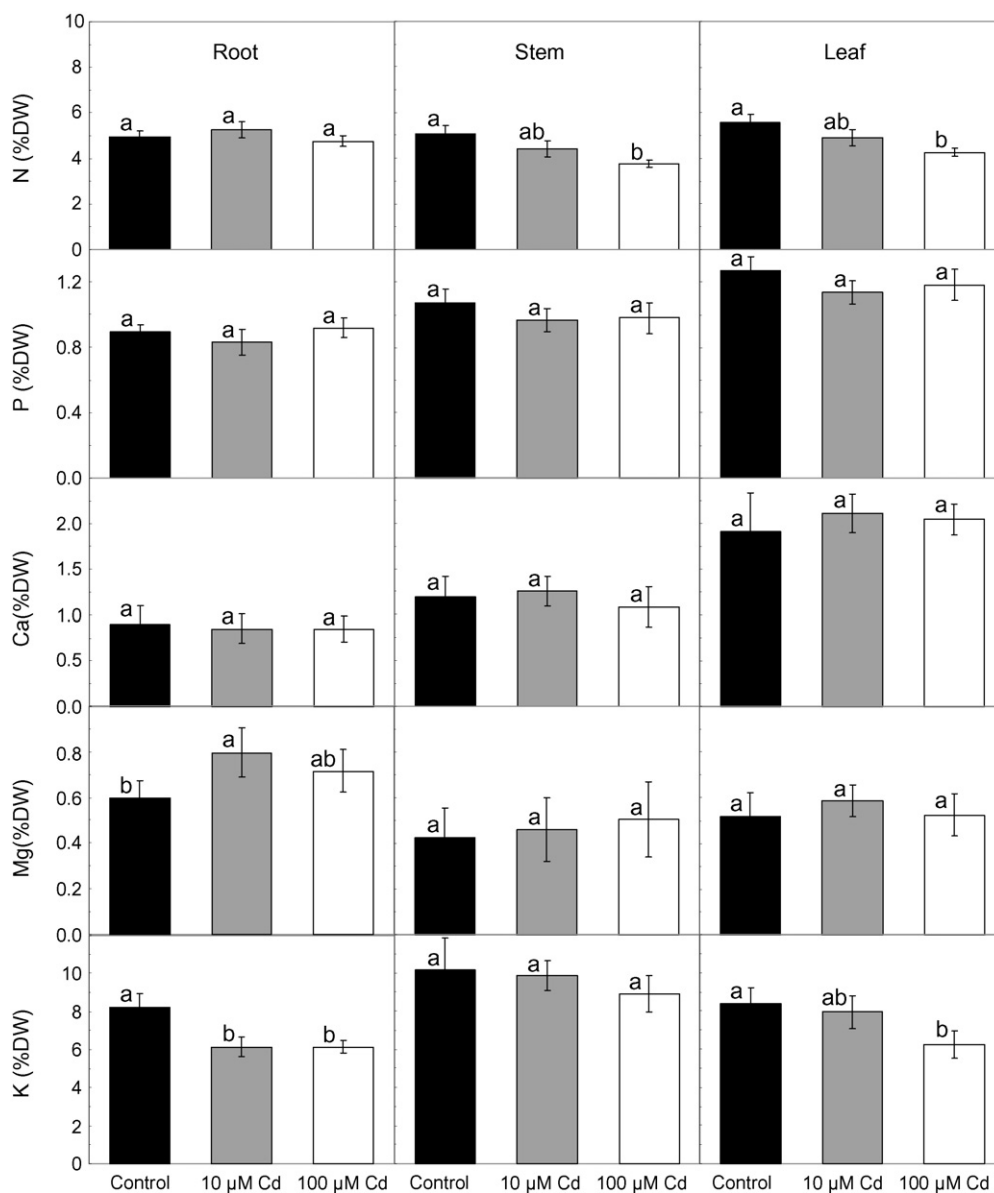 Root Stem Leaf
N (%DW)
10
8
6
4
2
0
a a a a ab b a ab b
P (%DW)
1.2
0.8
0.4
0.0
a a a a a a a a a
Ca(%DW)
2.0
1.5
1.0
0.5
0.0
a a a a a a a a a
Mg(%DW)
0.8
0.6
0.4
0.2
0.0
b a ab a a a a a a
K (%DW)
10
8
6
4
2
0
a b b a a a a ab b
Control 10 μM Cd 100 μM Cd Control 10 μM Cd 100 μM Cd Control 10 μM Cd 100 μM Cd